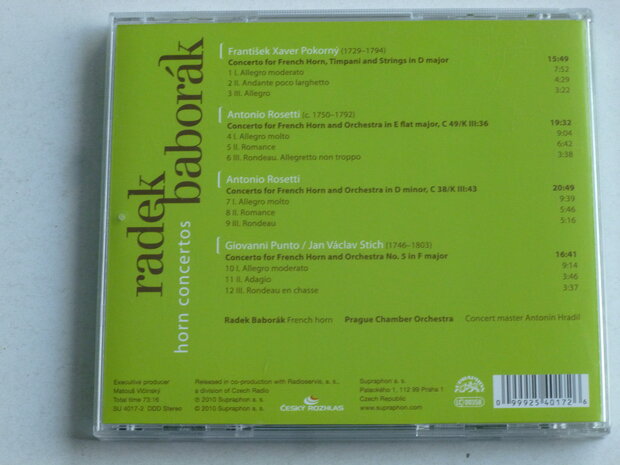 radek
baborák
horn concertos
František Xaver Pokorný (1729–1794)
Concerto for French Horn, Timpani and Strings in D major 15:49
1 I. Allegro moderato 7:52
2 II. Andante poco larghetto 4:29
3 III. Allegro 3:22
Antonio Rosetti (c. 1750–1792)
Concerto for French Horn and Orchestra in E flat major, C 49/K III:36 19:32
4 I. Allegro molto 9:04
5 II. Romance 6:42
6 III. Rondeau. Allegretto non troppo 3:38
Antonio Rosetti
Concerto for French Horn and Orchestra in D minor, C 38/K III:43 20:49
7 I. Allegro molto 9:39
8 II. Romance 5:46
9 III. Rondeau 5:16
Giovanni Punto / Jan Václav Stich (1746–1803)
Concerto for French Horn and Orchestra No. 5 in F major 16:41
10 I. Allegro moderato 9:14
11 II. Adagio 3:46
12 III. Rondeau en chasse 3:37
Radek Baborák French horn Prague Chamber Orchestra Concert master Antonín Hradil
Executive producer
Matouš Vlčinský
Total time 73:16
SU 4017-2 DDD Stereo
Released in co-production with Radioservis, a. s.,
a division of Czech Radio
℗ 2010 Supraphon a. s.
© 2010 Supraphon a. s.
ČESKÝ ROZHLAS
Supraphon a. s.
Palackého 1, 112 99 Praha 1
Czech Republic
www.supraphon.com
SUPRAPHON
LC 00358
0 99925 40172 6